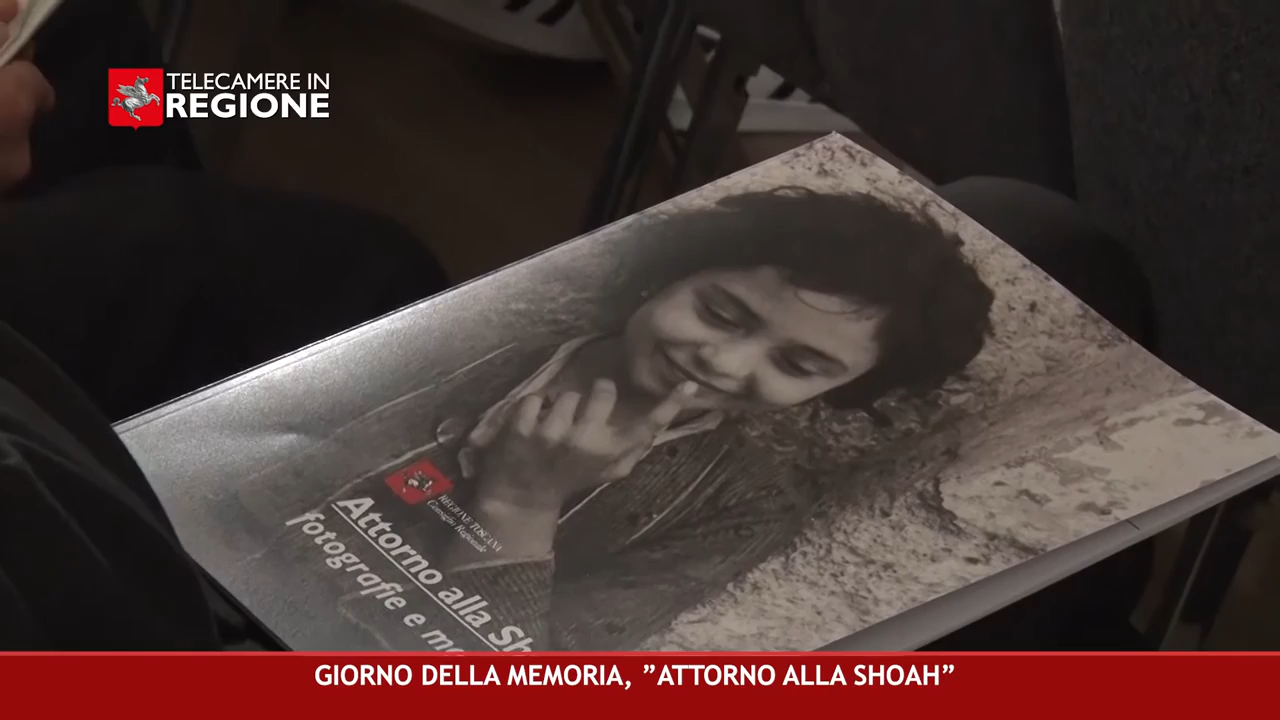 TELECAMERE IN
REGIONE
REGIONE TOSCANA
Consiglio Regionale
Attorno alla Sh
fotografie e
GIORNO DELLA MEMORIA, ”ATTORNO ALLA SHOAH”